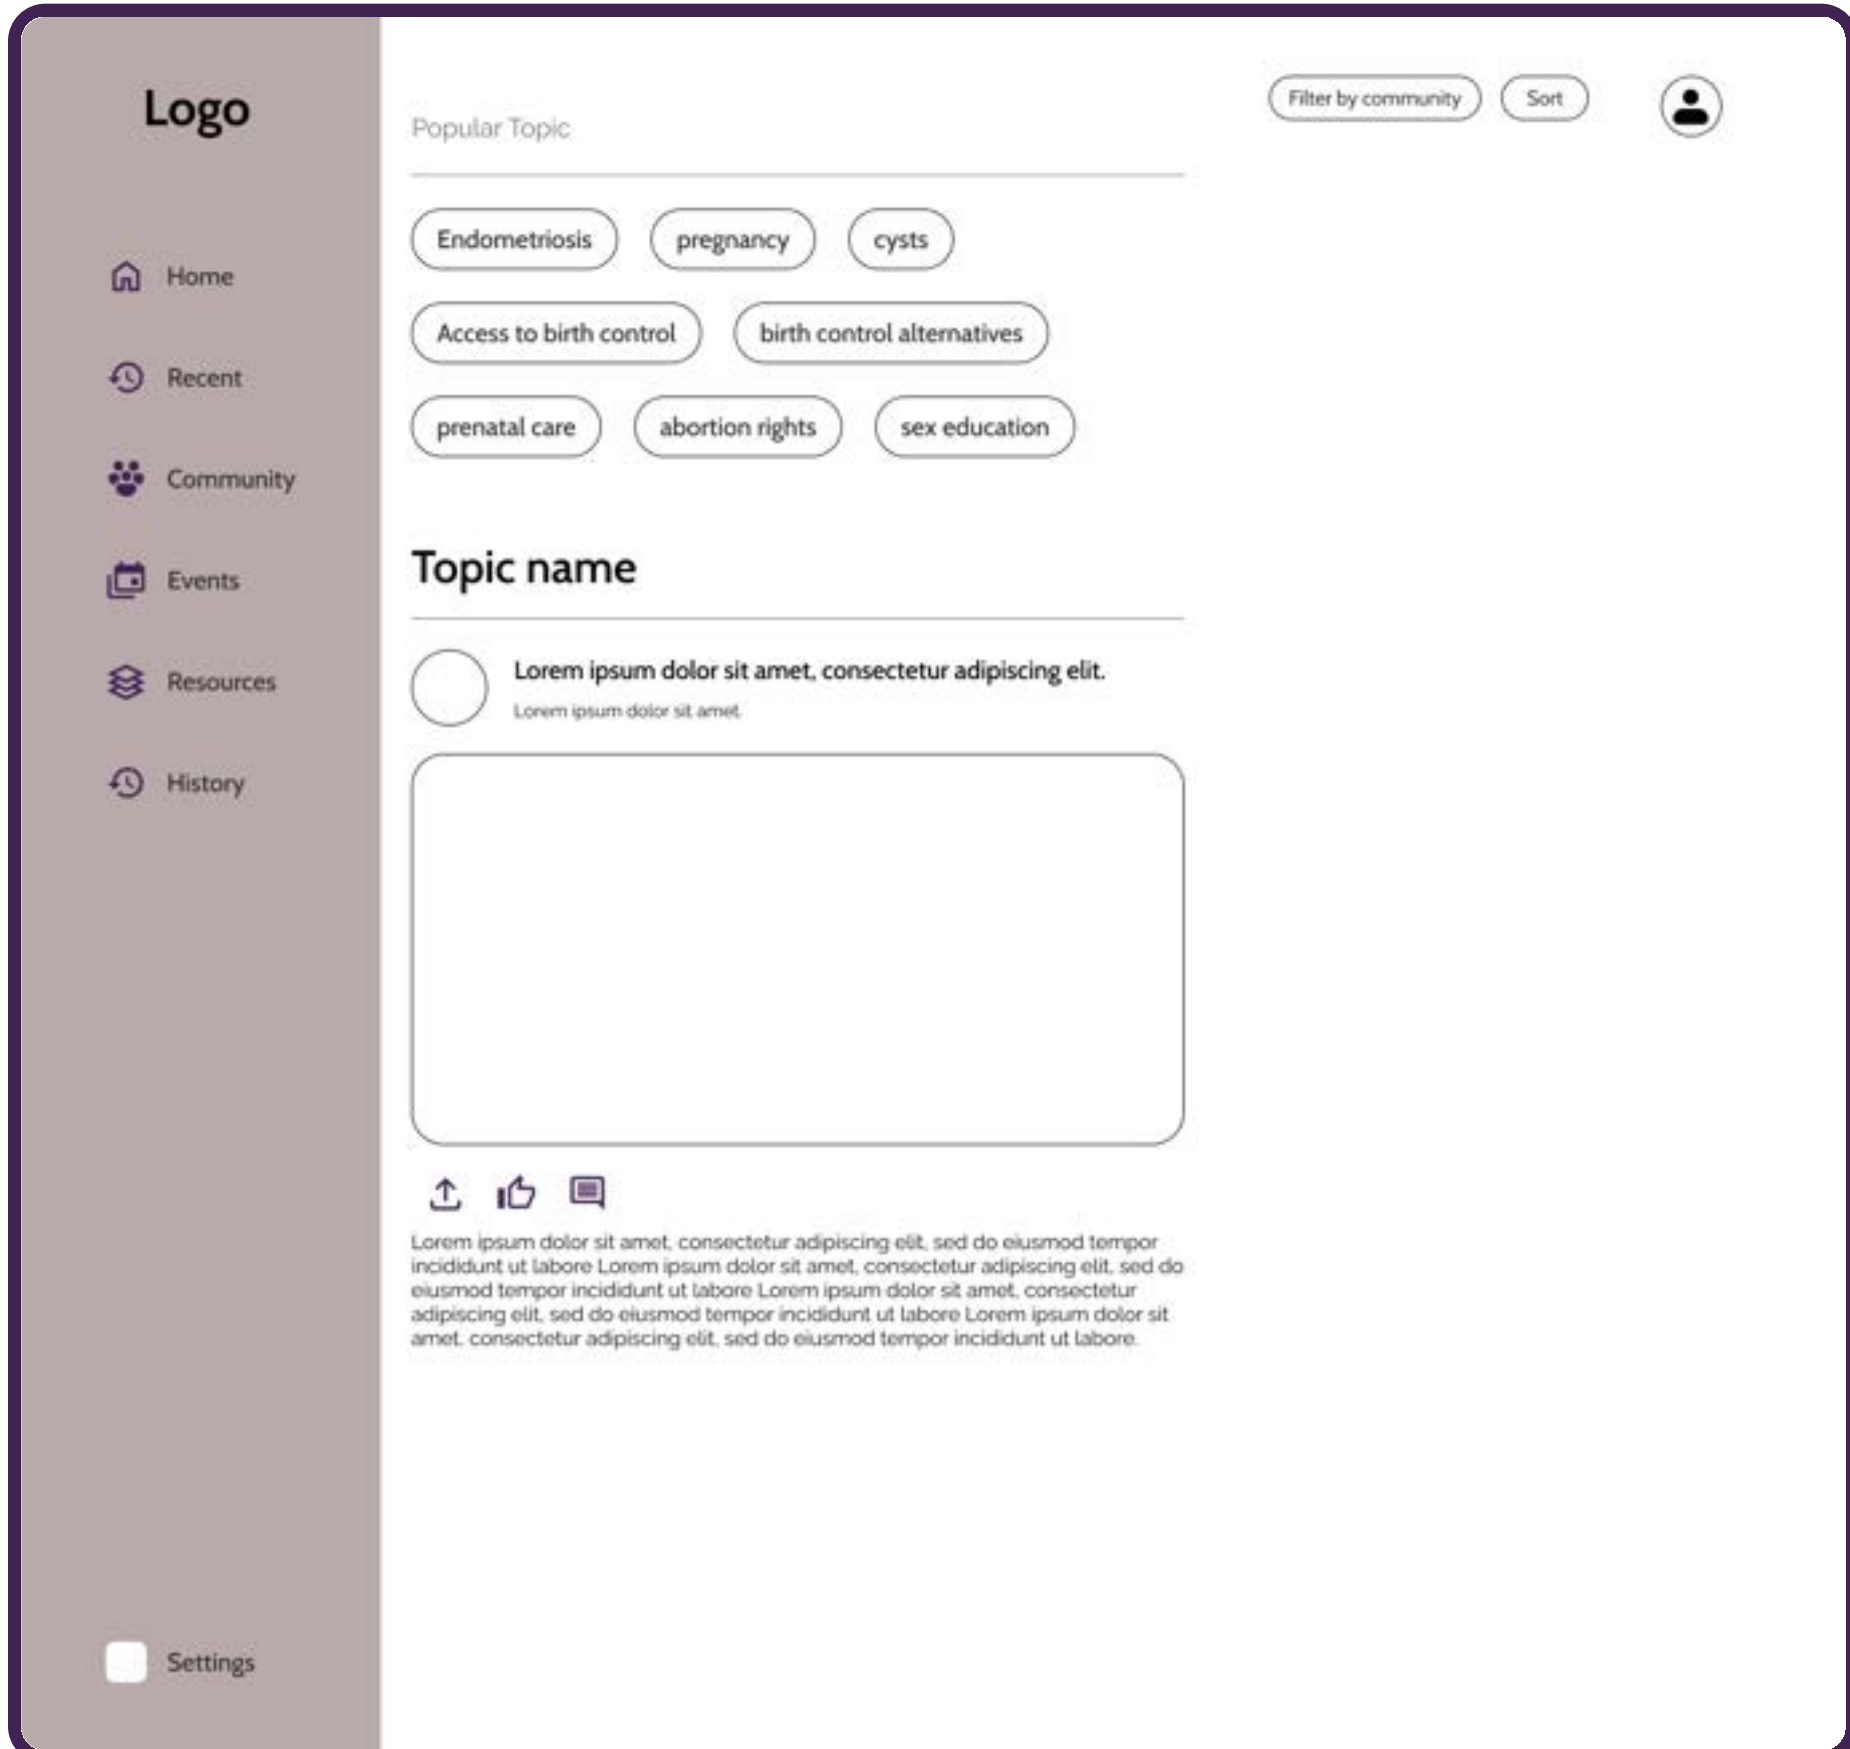 Logo
Home
Recent
Community
Events
Resources
History
Settings
Popular Topic
Filter by community
Sort
Endometriosis
pregnancy
cysts
Access to birth control
birth control alternatives
prenatal care
abortion rights
sex education
Topic name
Lorem ipsum dolor sit amet, consectetur adipiscing elit.
Lorem ipsum dolor sit amet.
Lorem ipsum dolor sit amet, consectetur adipiscing elit, sed do eiusmod tempor
incididunt ut labore Lorem ipsum dolor sit amet, consectetur adipiscing elit, sed do
eiusmod tempor incididunt ut labore Lorem ipsum dolor sit amet, consectetur
adipiscing elit, sed do eiusmod tempor incididunt ut labore Lorem ipsum dolor sit
amet, consectetur adipiscing elit, sed do eiusmod tempor incididunt ut labore.